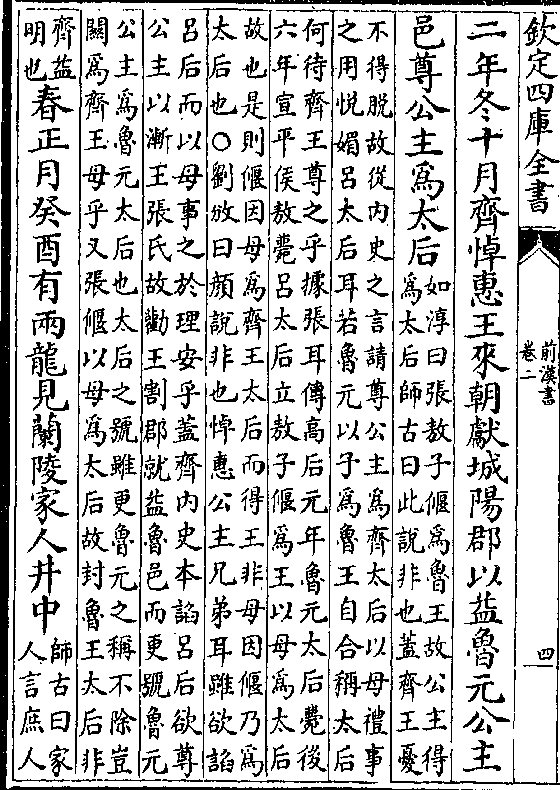 欽定四庫全書
前漢書
卷二
四
二年冬十月齊悼惠王來朝獻城陽郡以益魯元公主
邑尊公主爲太后
如淳曰張敖子偃爲魯王故公主得
爲太后師古曰此說非也蓋齊王憂
不得脫故從內史之言請尊公主爲齊太后以母禮事
之用悅媚呂太后耳若魯元以子爲魯王自合稱太后
何待齊王尊之乎據張耳傳高后元年魯元太后薨後
六年宣平侯敖薨呂太后立敖子偃爲王以母爲太后
故也是則偃因母爲齊王太后而得王非母因偃乃爲
太后也○劉攽曰顔說非也悼惠公主兄弟耳雖欲諂
呂后而以母事之於理安乎蓋齊內史本諂呂后欲尊
公主以漸王張氏故勸王割郡就益魯邑而更號魯元
公主爲魯元太后也太后之號雖更魯元之稱不除豈
關爲齊王母乎又張偃以母爲太后故封魯王太后非
齊益
明也
春正月癸酉有兩龍見蘭陵家人井中
師古曰家
人言庶人